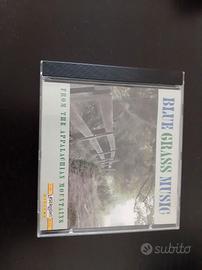 BLUE GRASS MUSIC
FROM THE APPALACHIAN MOUNTAINS
subito